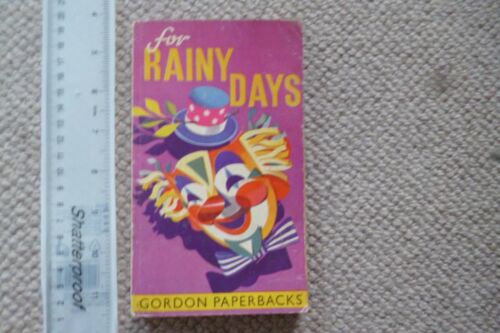 for
RAINY
DAYS
GORDON PAPERBACKS
Shatterproof